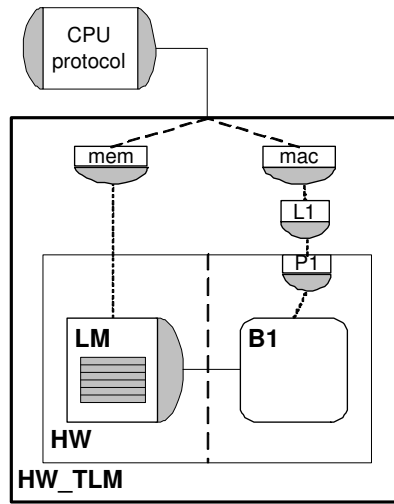 CPU
protocol
mem
mac
L1
P1
LM
B1
HW
HW_TLM